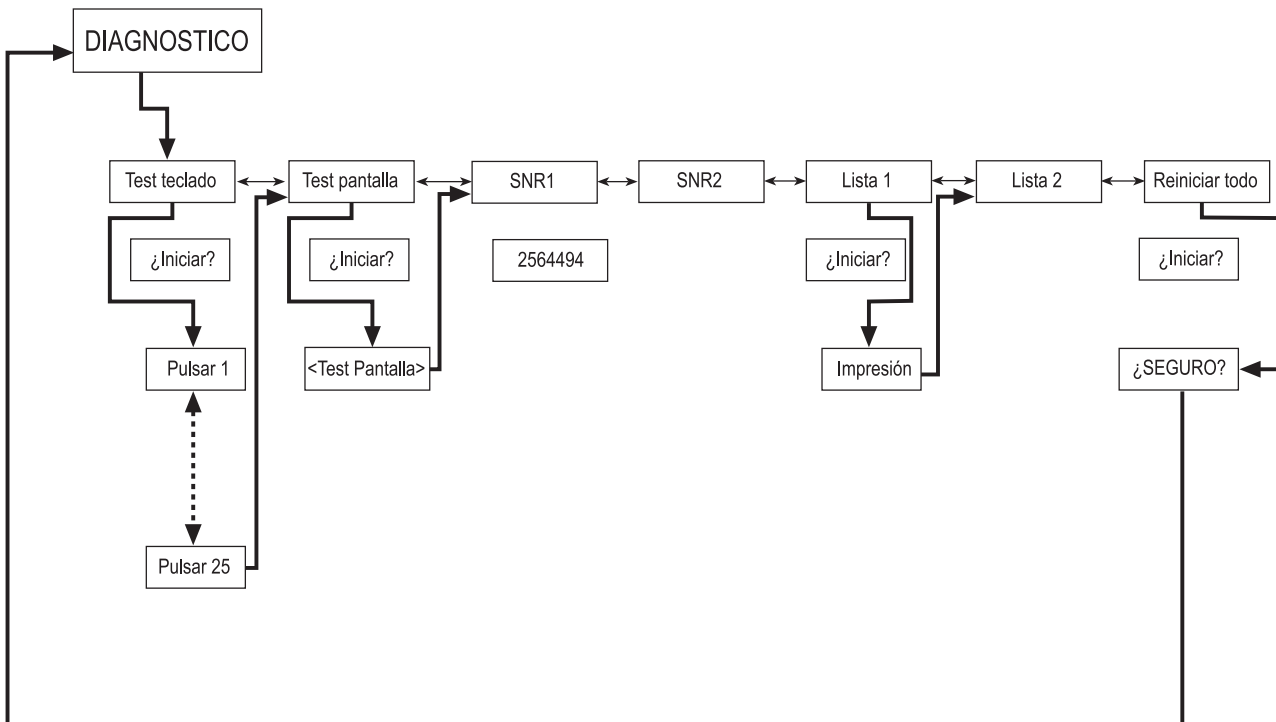 DIAGNOSTICO
Test teclado
Test pantalla
SNR1
SNR2
Lista 1
Lista 2
Reiniciar todo
¿Iniciar?
¿Iniciar?
2564494
¿Iniciar?
¿Iniciar?
Pulsar 1
<Test Pantalla>
Impresión
¿SEGURO?
Pulsar 25